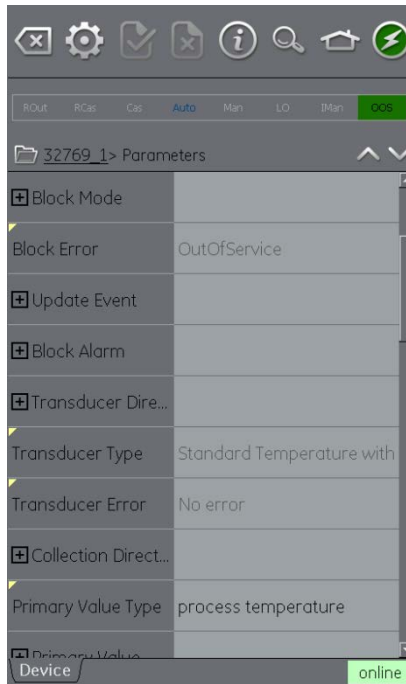 ROut RCas Cas Auto Man LO IMan OOS
32769_1> Parameters
Block Mode
Block Error OutOfService
Update Event
Block Alarm
Transducer Dire...
Transducer Type Standard Temperature with
Transducer Error No error
Collection Direct...
Primary Value Type process temperature
Primary Value
Device online